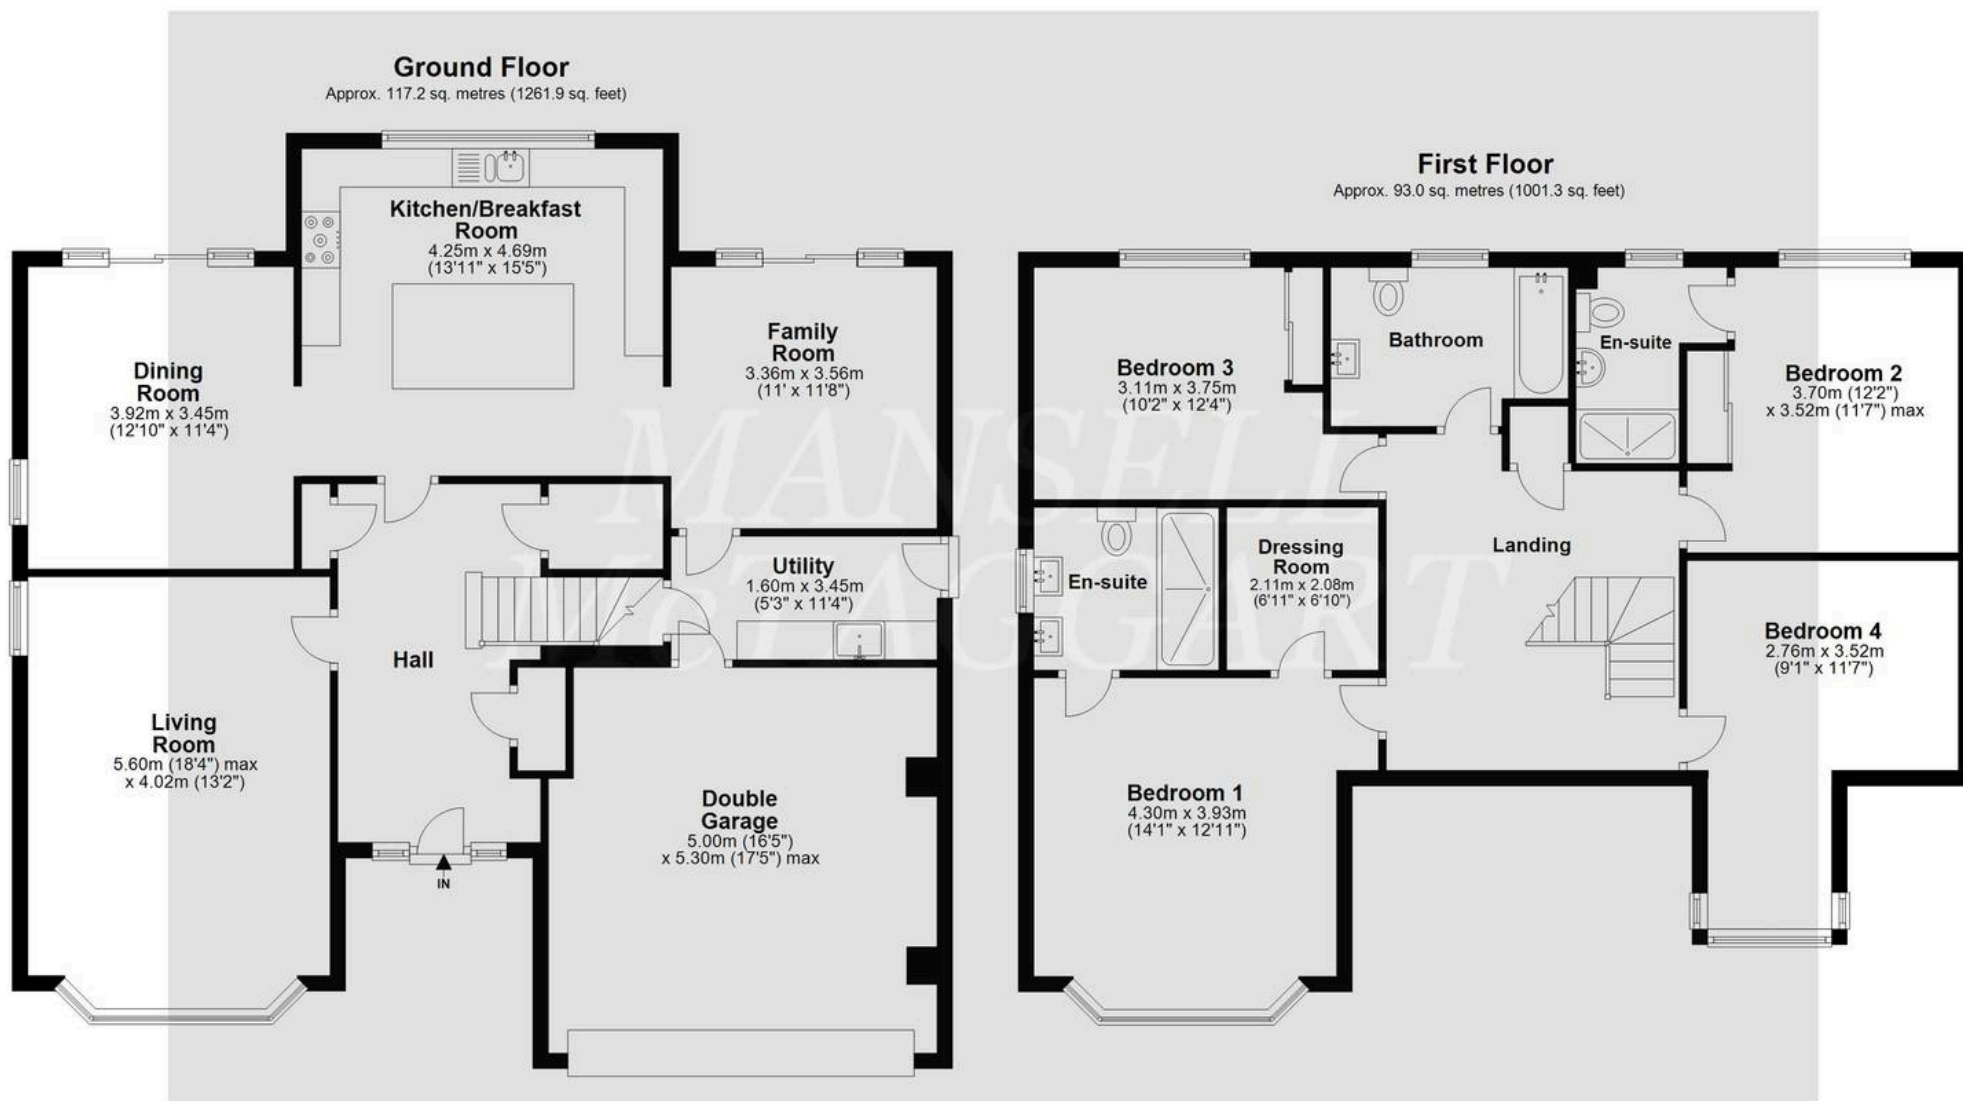 Ground Floor
Approx. 117.2 sq. metres (1261.9 sq. feet)
Kitchen/Breakfast
Room
4.25m x 4.69m
(13'11" x 15'5")
Dining
Room
3.92m x 3.45m
(12'10" x 11'4")
Family
Room
3.36m x 3.56m
(11' x 11'8")
Utility
1.60m x 3.45m
(5'3" x 11'4")
Hall
Living
Room
5.60m (18'4") max
x 4.02m (13'2")
Double
Garage
5.00m (16'5")
x 5.30m (17'5") max
IN
First Floor
Approx. 93.0 sq. metres (1001.3 sq. feet)
Bedroom 3
3.11m x 3.75m
(10'2" x 12'4")
Bathroom
En-suite
Bedroom 2
3.70m (12'2")
x 3.52m (11'7") max
Landing
En-suite
Dressing
Room
2.11m x 2.08m
(6'11" x 6'10")
Bedroom 4
2.76m x 3.52m
(9'1" x 11'7")
Bedroom 1
4.30m x 3.93m
(14'1" x 12'11")
MANSELL
McTAGGART